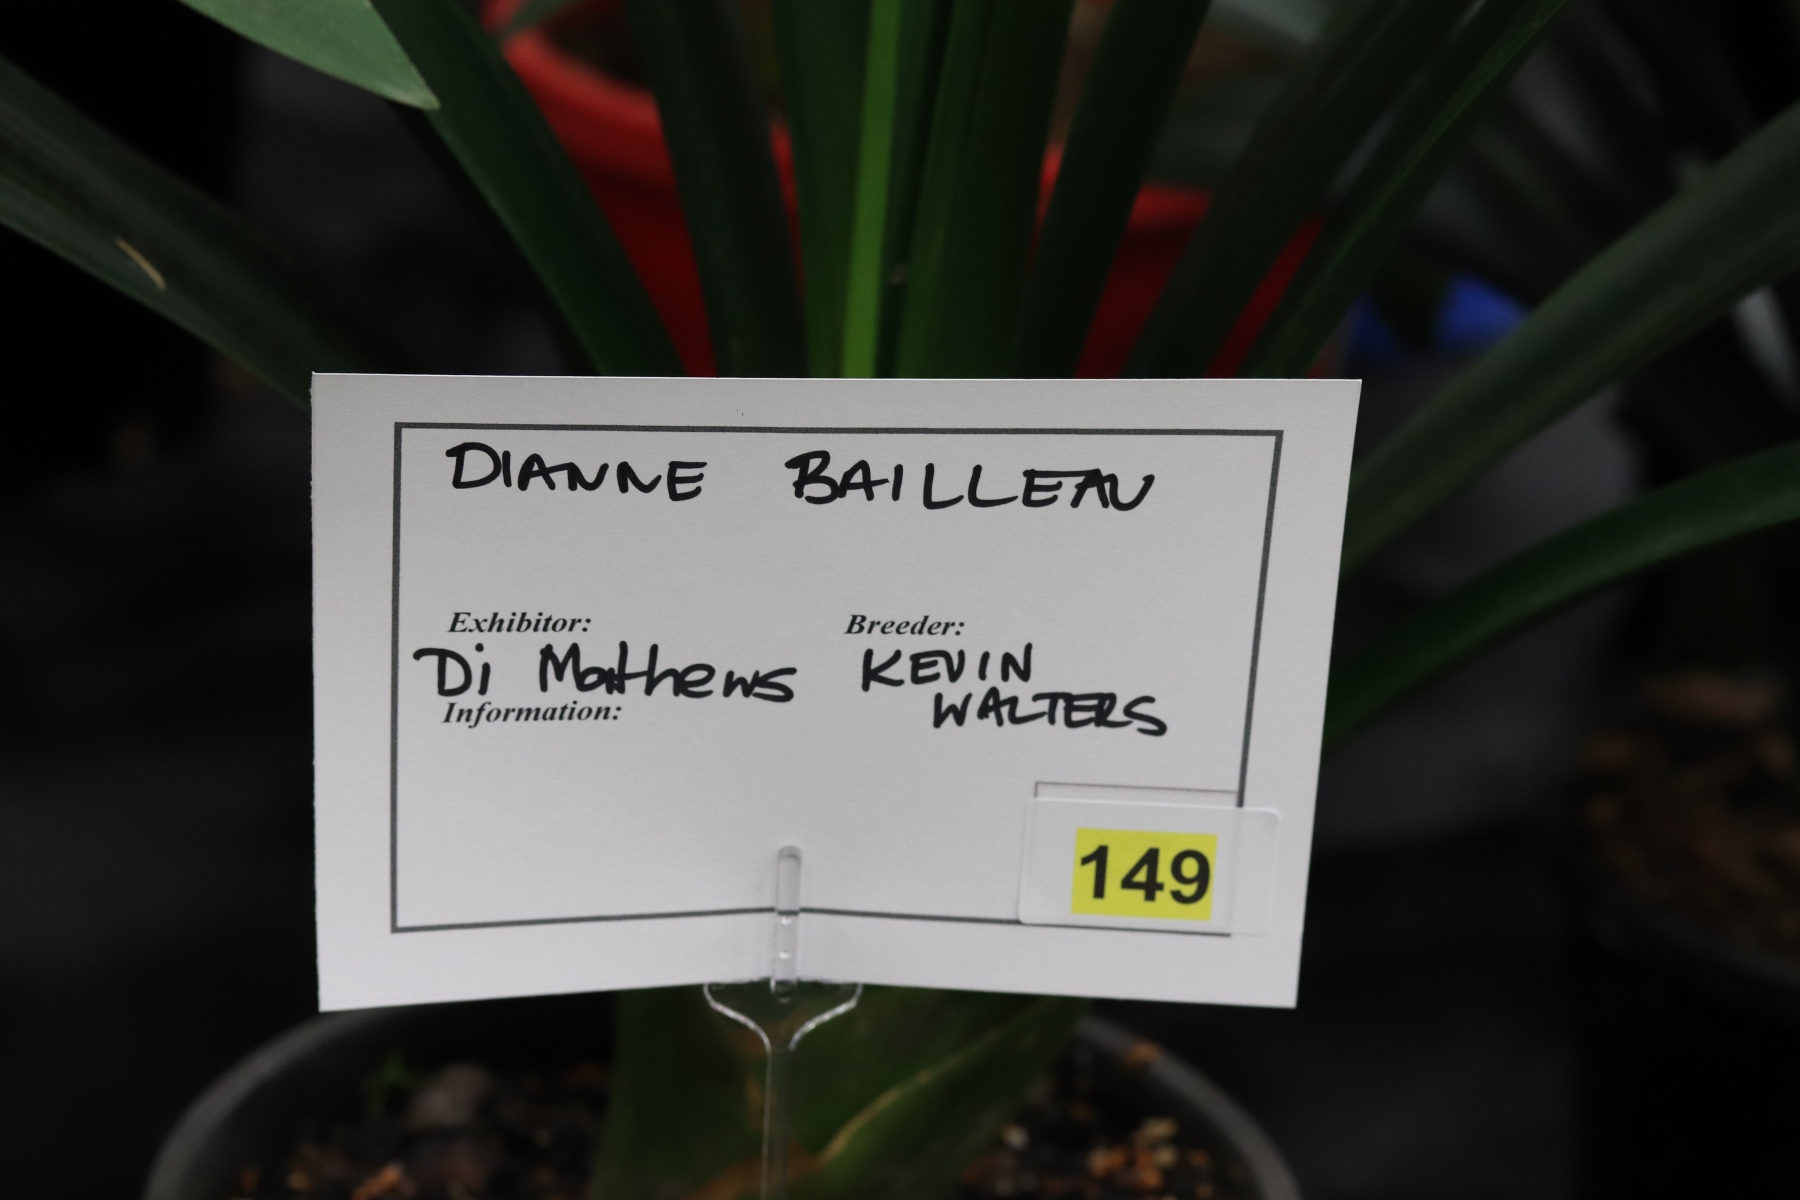 DIANNE BAILLEAU
Exhibitor: Breeder:
Di Matthews KEVIN
WALTERS
Information:
149